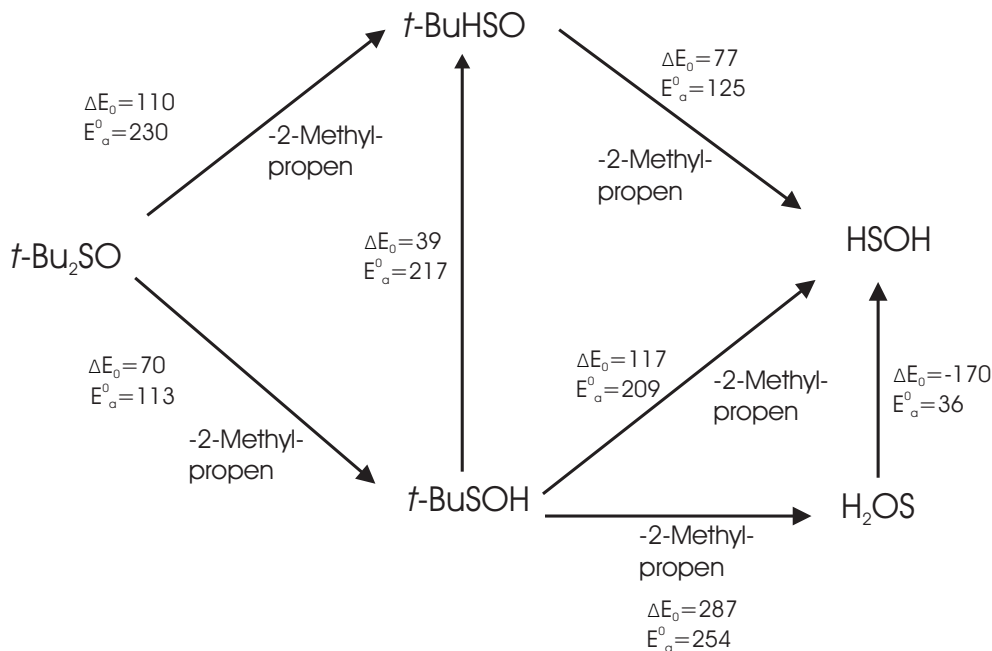 t-BuHSO
ΔE₀=110
E⁰ₐ=230
-2-Methyl-
propen
ΔE₀=77
E⁰ₐ=125
-2-Methyl-
propen
t-Bu₂SO
ΔE₀=39
E⁰ₐ=217
HSOH
ΔE₀=70
E⁰ₐ=113
-2-Methyl-
propen
ΔE₀=117
E⁰ₐ=209
-2-Methyl-
propen
ΔE₀=-170
E⁰ₐ=36
t-BuSOH
H₂OS
-2-Methyl-
propen
ΔE₀=287
E⁰ₐ=254